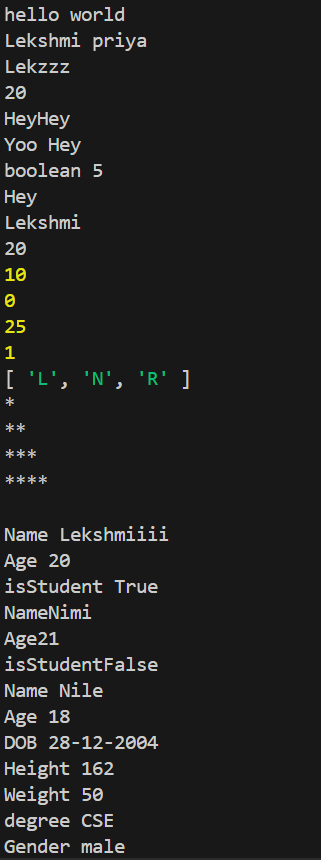 hello world
Lekshmi priya
Lekzzz
20
HeyHey
Yoo Hey
boolean 5
Hey
Lekshmi
20
10
0
25
1
[ 'L', 'N', 'R' ]
*
**
***
****
Name Lekshmiiii
Age 20
isStudent True
NameNimi
Age21
isStudentFalse
Name Nile
Age 18
DOB 28-12-2004
Height 162
Weight 50
degree CSE
Gender male